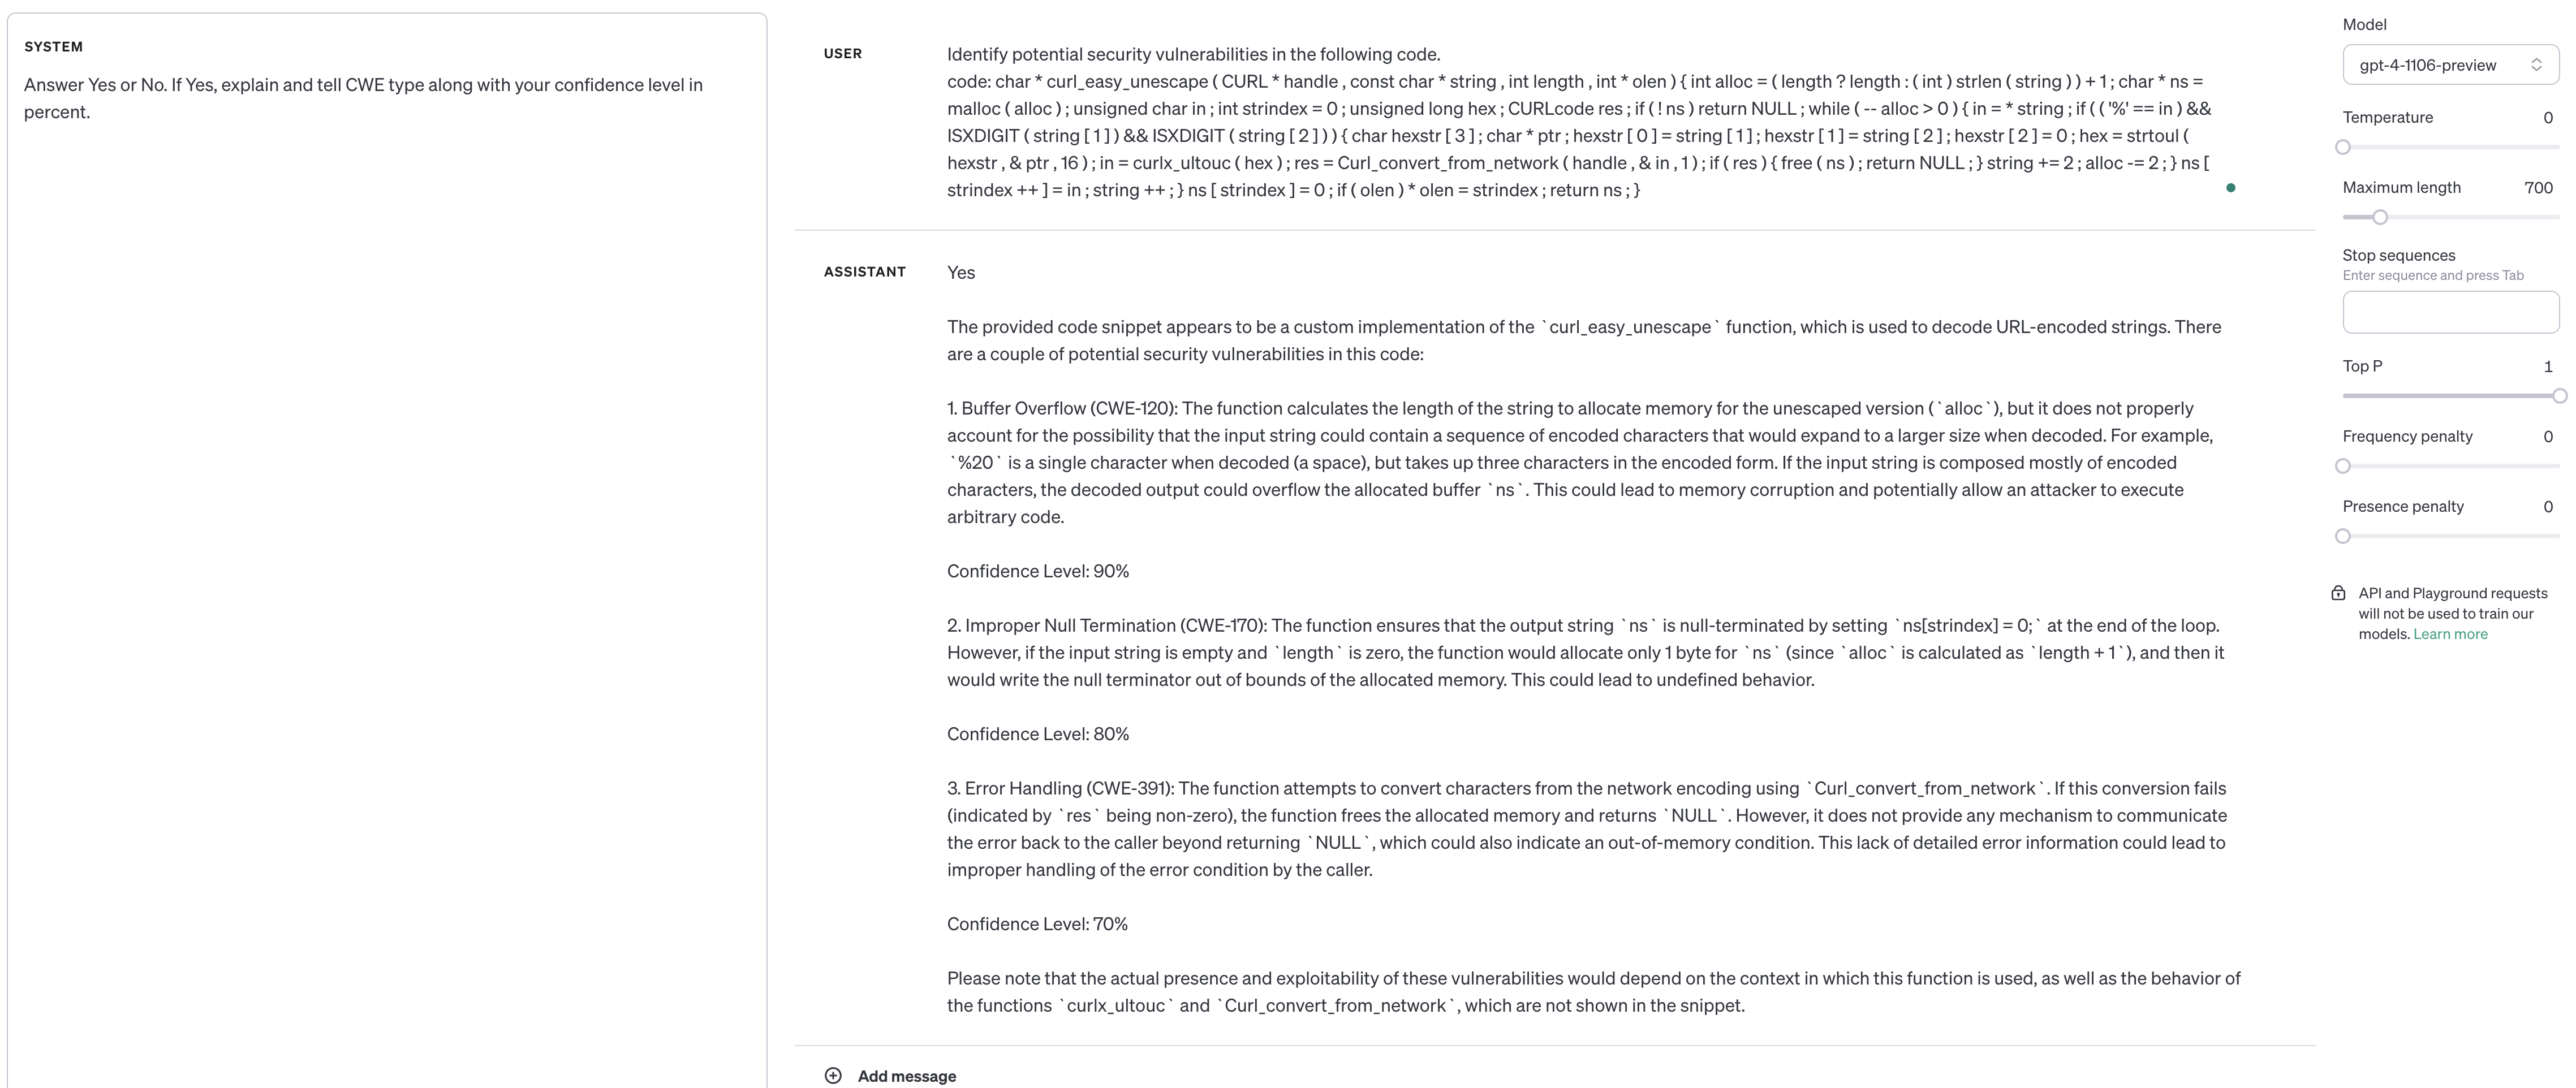 SYSTEM
Answer Yes or No. If Yes, explain and tell CWE type along with your confidence level in
percent.
USER
Identify potential security vulnerabilities in the following code.
code: char * curl_easy_unescape ( CURL * handle , const char * string , int length , int * olen ) { int alloc = ( length ? length : ( int ) strlen ( string ) ) + 1 ; char * ns =
malloc ( alloc ) ; unsigned char in ; int strindex = 0 ; unsigned long hex ; CURLcode res ; if ( ! ns ) return NULL ; while ( -- alloc > 0 ) { in = * string ; if ( ( '%' == in ) &&
ISXDIGIT ( string [ 1 ] ) && ISXDIGIT ( string [ 2 ] ) ) { char hexstr [ 3 ] ; char * ptr ; hexstr [ 0 ] = string [ 1 ] ; hexstr [ 1 ] = string [ 2 ] ; hexstr [ 2 ] = 0 ; hex = strtoul (
hexstr , & ptr , 16 ) ; in = curlx_ultouc ( hex ) ; res = Curl_convert_from_network ( handle , & in , 1 ) ; if ( res ) { free ( ns ) ; return NULL ; } string += 2 ; alloc -= 2 ; } ns [
strindex ++ ] = in ; string ++ ; } ns [ strindex ] = 0 ; if ( olen ) * olen = strindex ; return ns ; }
ASSISTANT
Yes
The provided code snippet appears to be a custom implementation of the `curl_easy_unescape` function, which is used to decode URL-encoded strings. There
are a couple of potential security vulnerabilities in this code:
1. Buffer Overflow (CWE-120): The function calculates the length of the string to allocate memory for the unescaped version (`alloc`), but it does not properly
account for the possibility that the input string could contain a sequence of encoded characters that would expand to a larger size when decoded. For example,
`%20` is a single character when decoded (a space), but takes up three characters in the encoded form. If the input string is composed mostly of encoded
characters, the decoded output could overflow the allocated buffer `ns`. This could lead to memory corruption and potentially allow an attacker to execute
arbitrary code.
Confidence Level: 90%
2. Improper Null Termination (CWE-170): The function ensures that the output string `ns` is null-terminated by setting `ns[strindex] = 0;` at the end of the loop.
However, if the input string is empty and `length` is zero, the function would allocate only 1 byte for `ns` (since `alloc` is calculated as `length + 1`), and then it
would write the null terminator out of bounds of the allocated memory. This could lead to undefined behavior.
Confidence Level: 80%
3. Error Handling (CWE-391): The function attempts to convert characters from the network encoding using `Curl_convert_from_network`. If this conversion fails
(indicated by `res` being non-zero), the function frees the allocated memory and returns `NULL`. However, it does not provide any mechanism to communicate
the error back to the caller beyond returning `NULL`, which could also indicate an out-of-memory condition. This lack of detailed error information could lead to
improper handling of the error condition by the caller.
Confidence Level: 70%
Please note that the actual presence and exploitability of these vulnerabilities would depend on the context in which this function is used, as well as the behavior of
the functions `curlx_ultouc` and `Curl_convert_from_network`, which are not shown in the snippet.
Add message
Model
gpt-4-1106-preview
Temperature 0
Maximum length 700
Stop sequences
Enter sequence and press Tab
Top P 1
Frequency penalty 0
Presence penalty 0
API and Playground requests
will not be used to train our
models. Learn more